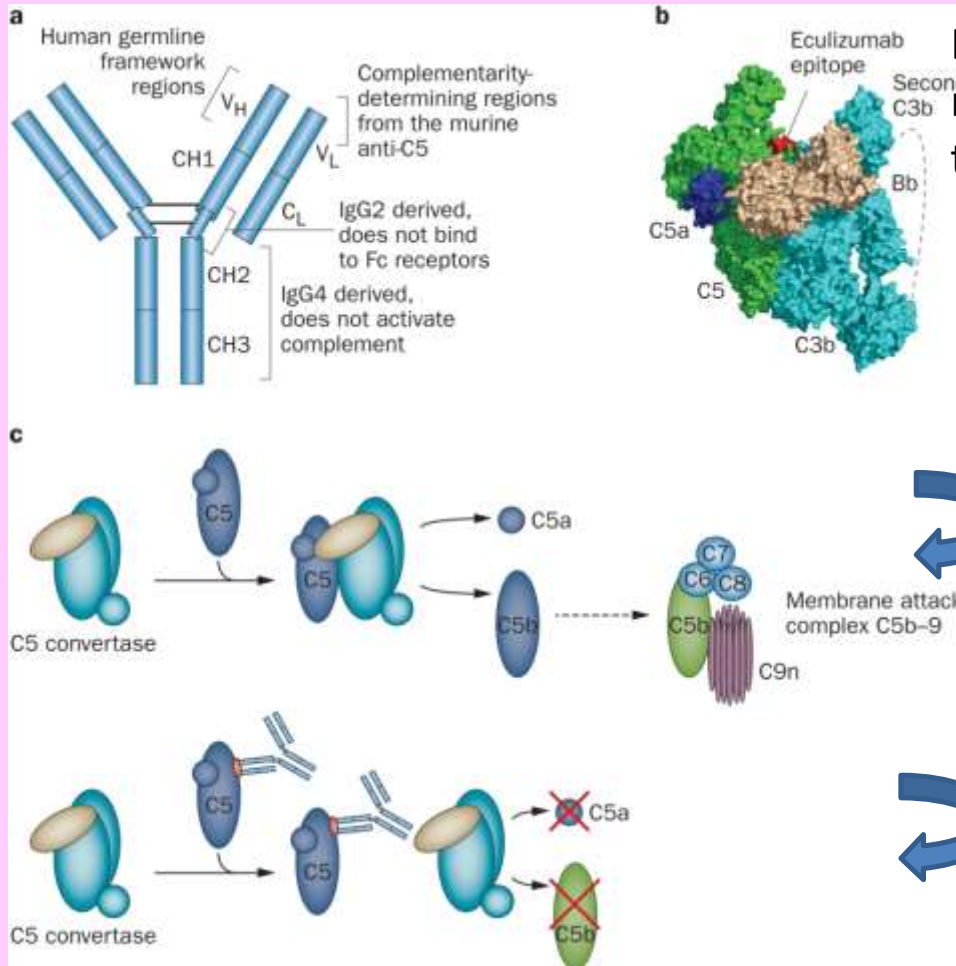 a
Human germline
framework
regions
VH
Complementarity-
determining regions
from the murine
anti-C5
VL
CH1
CL
IgG2 derived,
does not bind
to Fc receptors
CH2
IgG4 derived,
does not activate
complement
CH3
b
Eculizumab
epitope
C3b
Bb
C5a
C5
C3b
c
C5
C5 convertase
C5
C5a
C5b
C7
C6
C8
C5b
C9n
Membrane attack
complex C5b–9
C5
C5
C5 convertase
C5a
C5b